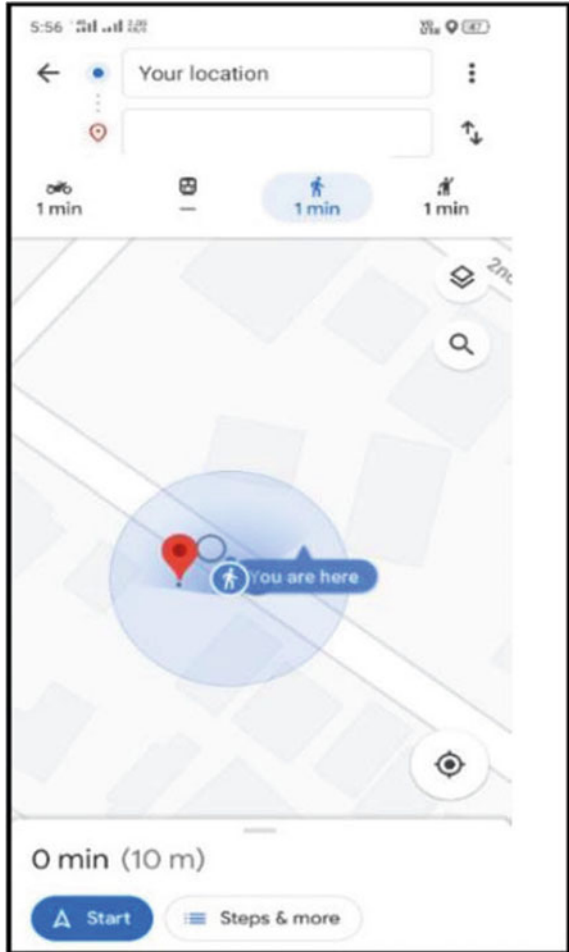 5:56
Your location
1 min
—
1 min
1 min
You are here
0 min (10 m)
Start
Steps & more